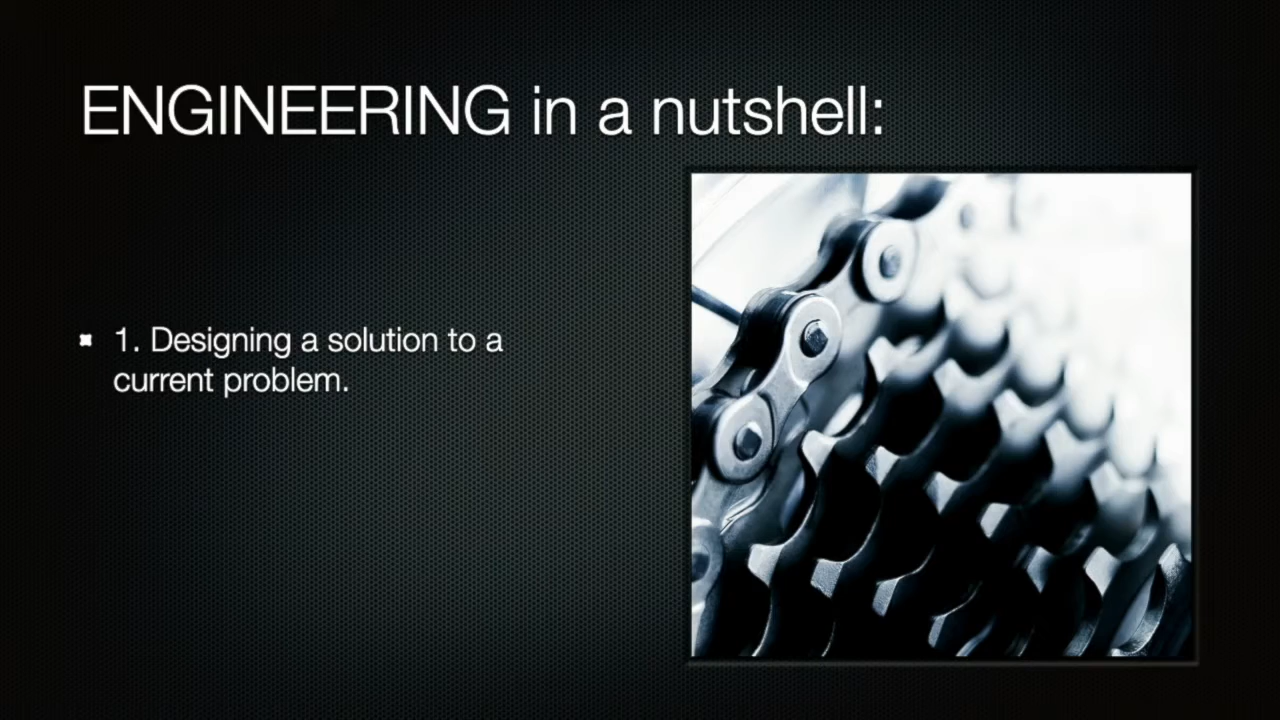 ENGINEERING in a nutshell:
1. Designing a solution to a
current problem.